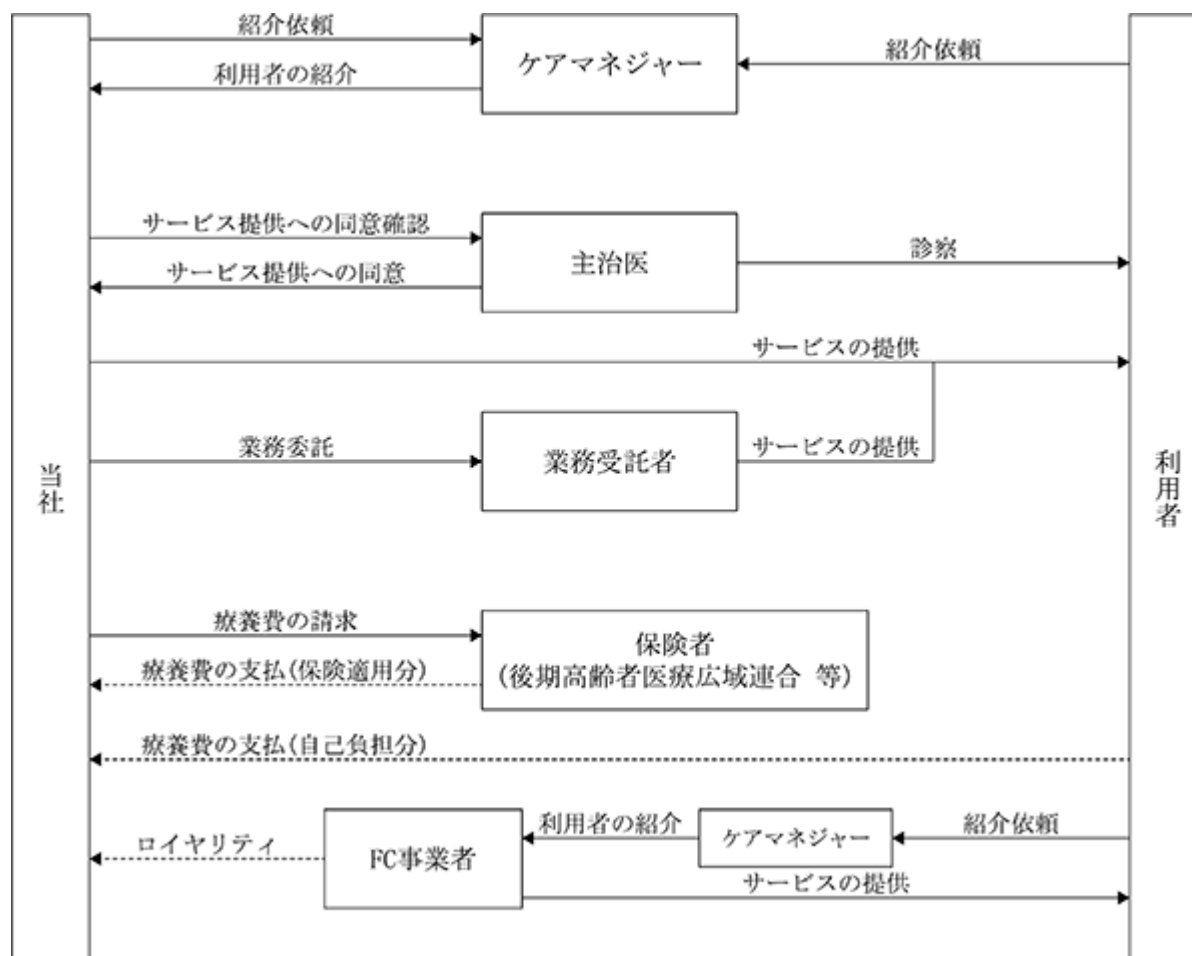 紹介依頼
ケアマネジャー
紹介依頼
利用者の紹介
サービス提供への同意確認
主治医
診察
サービス提供への同意
サービスの提供
業務委託
業務受託者
サービスの提供
当社
利用者
療養費の請求
保険者
(後期高齢者医療広域連合 等)
療養費の支払(保険適用分)
療養費の支払(自己負担分)
ロイヤリティ
FC事業者
利用者の紹介
ケアマネジャー
紹介依頼
サービスの提供